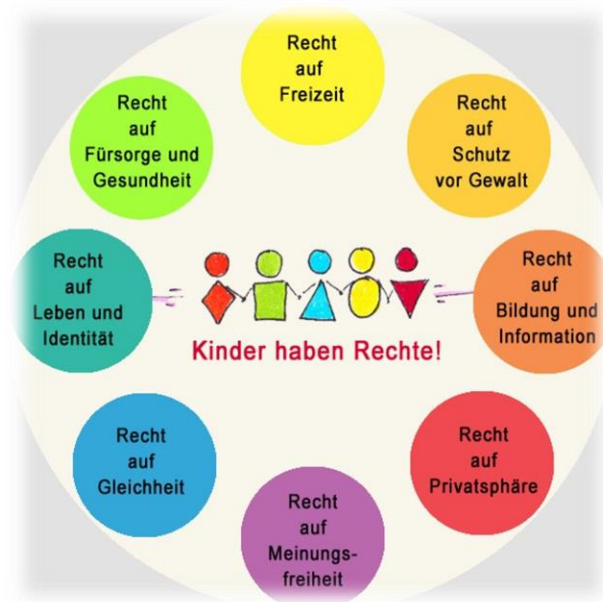 Recht
auf
Freizeit
Recht
auf
Schutz
vor Gewalt
Recht
auf
Bildung und
Information
Recht
auf
Privatsphäre
Recht
auf
Meinungs-
freiheit
Recht
auf
Gleichheit
Recht
auf
Leben und
Identität
Recht
auf
Fürsorge und
Gesundheit
Kinder haben Rechte!